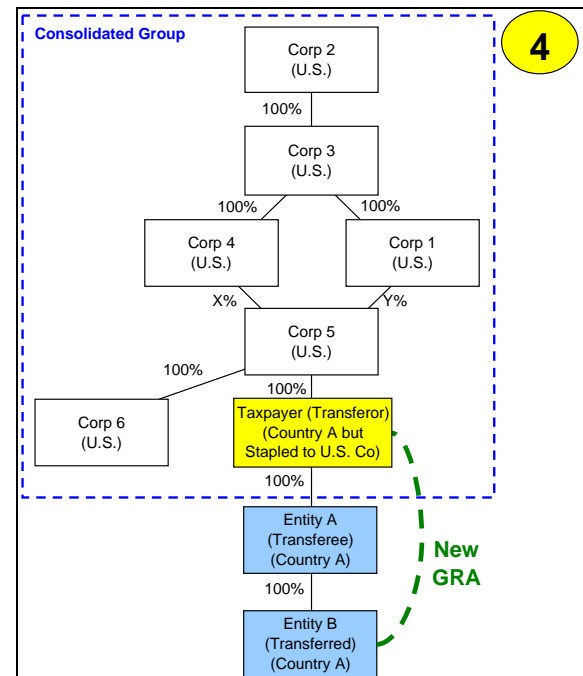 Consolidated Group
4
Corp 2
(U.S.)
100%
Corp 3
(U.S.)
100%
100%
Corp 4
(U.S.)
Corp 1
(U.S.)
X%
Y%
Corp 5
(U.S.)
100%
100%
Corp 6
(U.S.)
Taxpayer (Transferor)
(Country A but
Stapled to U.S. Co)
100%
Entity A
(Transferee)
(Country A)
New
GRA
100%
Entity B
(Transferred)
(Country A)